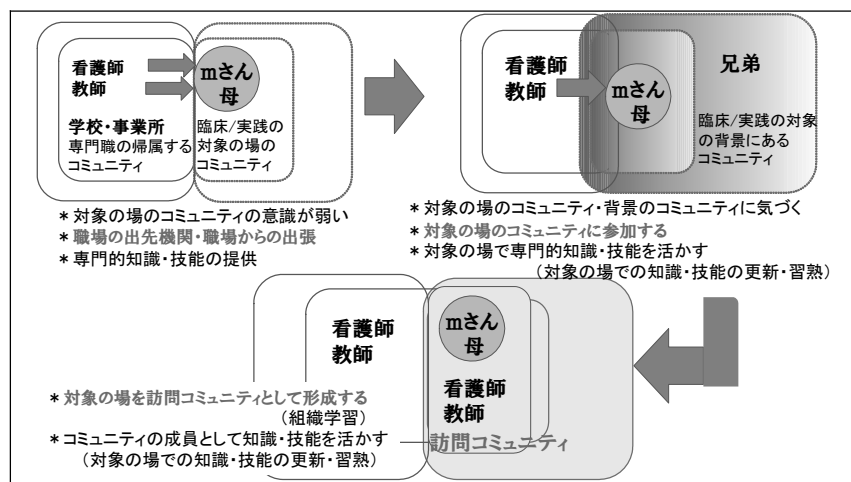 看護師
教師
mさん
母
学校・事業所
専門職の帰属する
コミュニティ
臨床/実践の
対象の場の
コミュニティ
＊対象の場のコミュニティの意識が弱い
＊職場の出先機関・職場からの出張
＊専門的知識・技能の提供
看護師
教師
mさん
母
兄弟
臨床/実践の対象
の背景にある
コミュニティ
＊対象の場のコミュニティ・背景のコミュニティに気づく
＊対象の場のコミュニティに参加する
＊対象の場で専門的知識・技能を活かす
（対象の場での知識・技能の更新・習熟）
看護師
教師
mさん
母
看護師
教師
訪問コミュニティ
＊対象の場を訪問コミュニティとして形成する
（組織学習）
＊コミュニティの成員として知識・技能を活かす
（対象の場での知識・技能の更新・習熟）